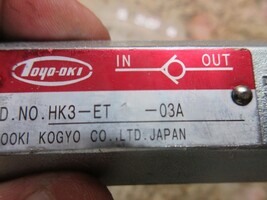 TOYO-OKI
IN OUT
D.NO. HK3-ET -03A
OOKI KOGYO CO., LTD. JAPAN